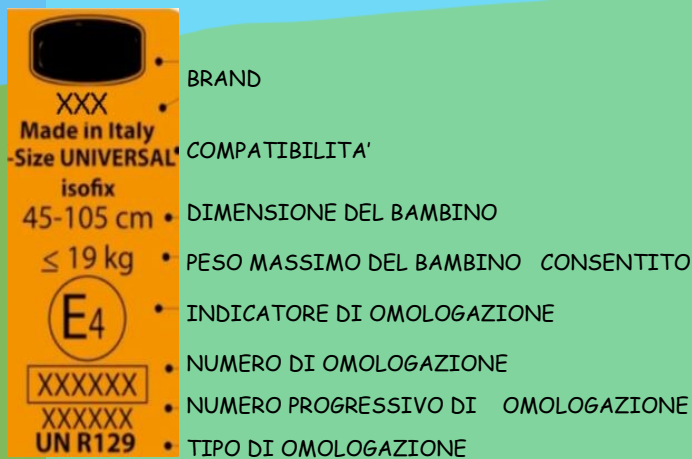 BRAND
XXX
Made in Italy
-Size UNIVERSAL
COMPATIBILITA'
isofix
45-105 cm
DIMENSIONE DEL BAMBINO
≤ 19 kg
PESO MASSIMO DEL BAMBINO CONSENTITO
E4
INDICATORE DI OMOLOGAZIONE
XXXXXX
NUMERO DI OMOLOGAZIONE
XXXXXX
NUMERO PROGRESSIVO DI OMOLOGAZIONE
UN R129
TIPO DI OMOLOGAZIONE